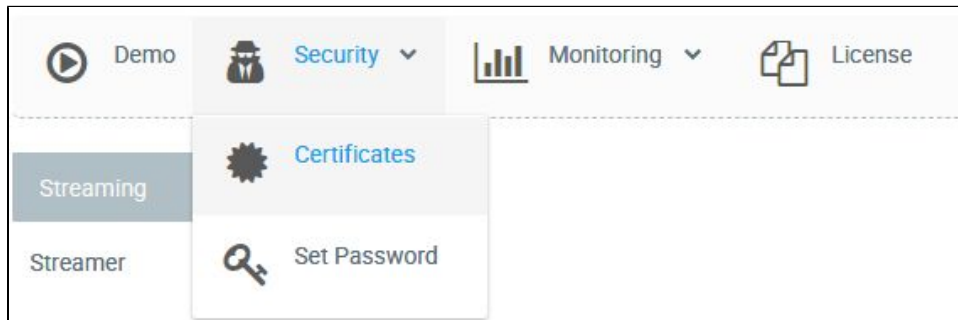 Demo Security Monitoring License
Certificates
Streaming
Set Password
Streamer